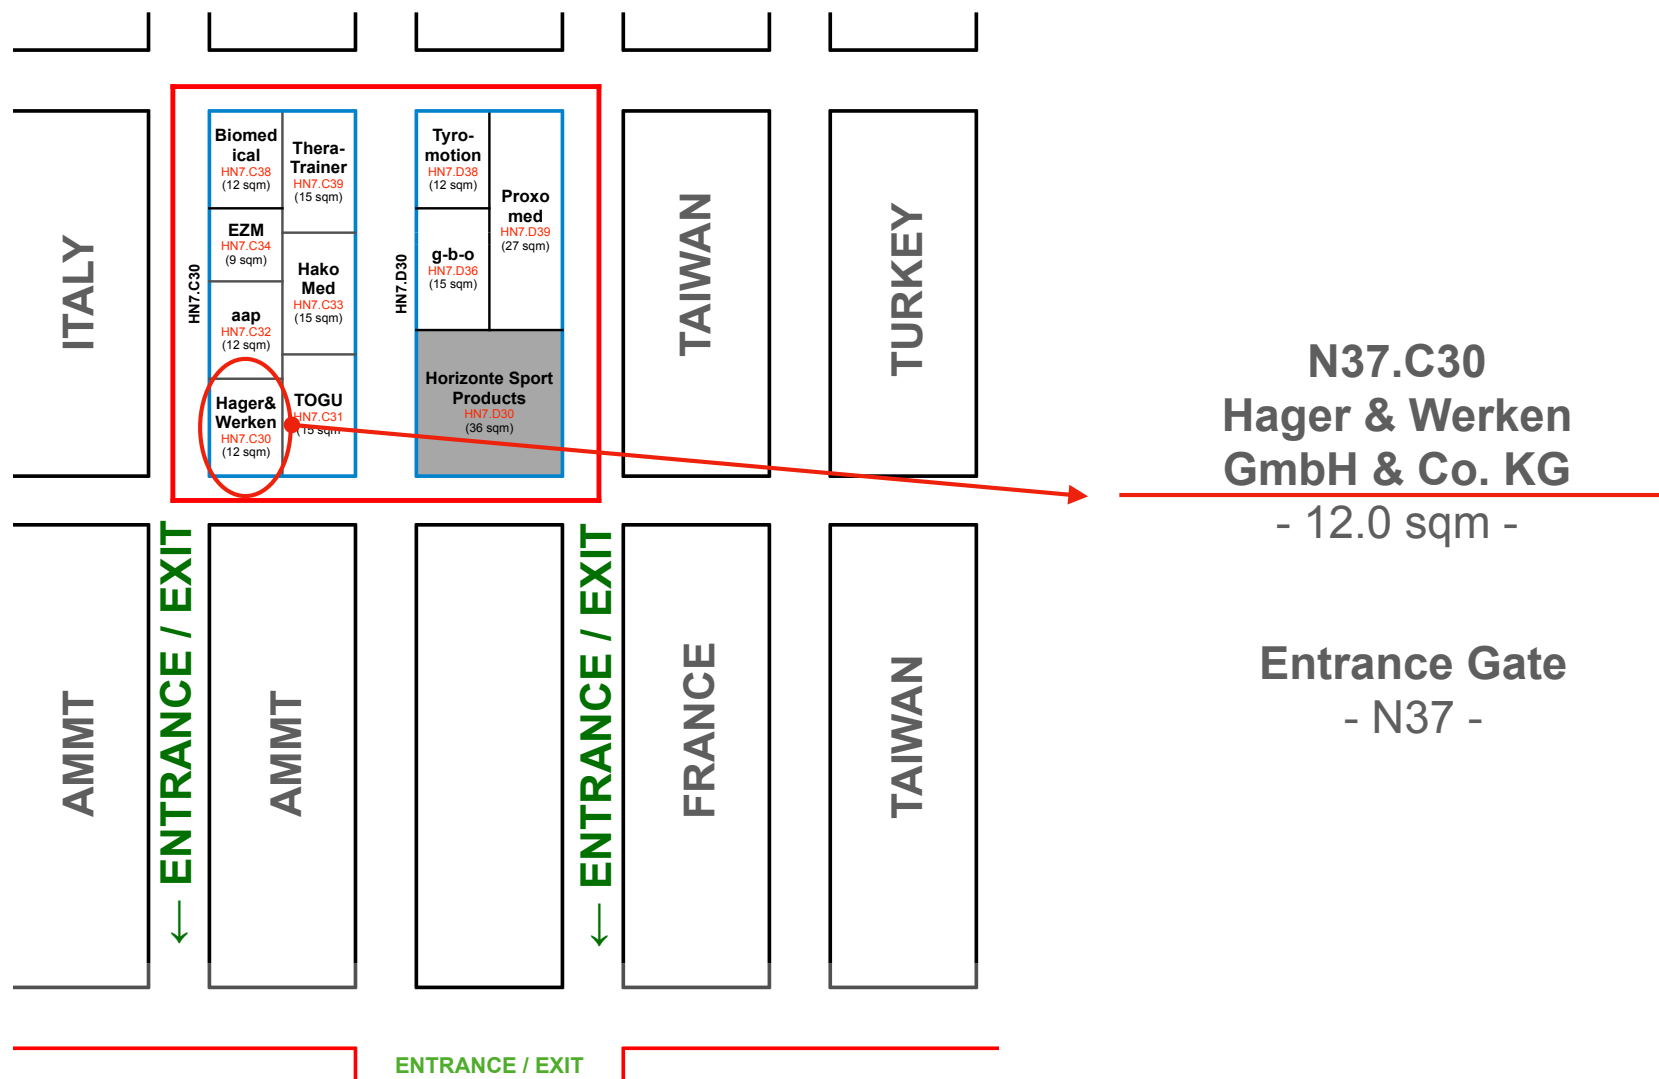 ITALY
HN7.C30
Biomed
ical
HN7.C38
(12 sqm)
Thera-
Trainer
HN7.C39
(15 sqm)
EZM
HN7.C34
(9 sqm)
Hako
Med
HN7.C33
(15 sqm)
aap
HN7.C32
(12 sqm)
Hager&
Werken
HN7.C30
(12 sqm)
TOGU
HN7.C31
(15 sqm
HN7.D30
Tyro-
motion
HN7.D38
(12 sqm)
Proxo
med
HN7.D39
(27 sqm)
g-b-o
HN7.D36
(15 sqm)
Horizonte Sport
Products
HN7.D30
(36 sqm)
TAIWAN
TURKEY
N37.C30
Hager & Werken
GmbH & Co. KG
- 12.0 sqm -
Entrance Gate
- N37 -
AMMT
← ENTRANCE / EXIT
AMMT
← ENTRANCE / EXIT
FRANCE
TAIWAN
ENTRANCE / EXIT